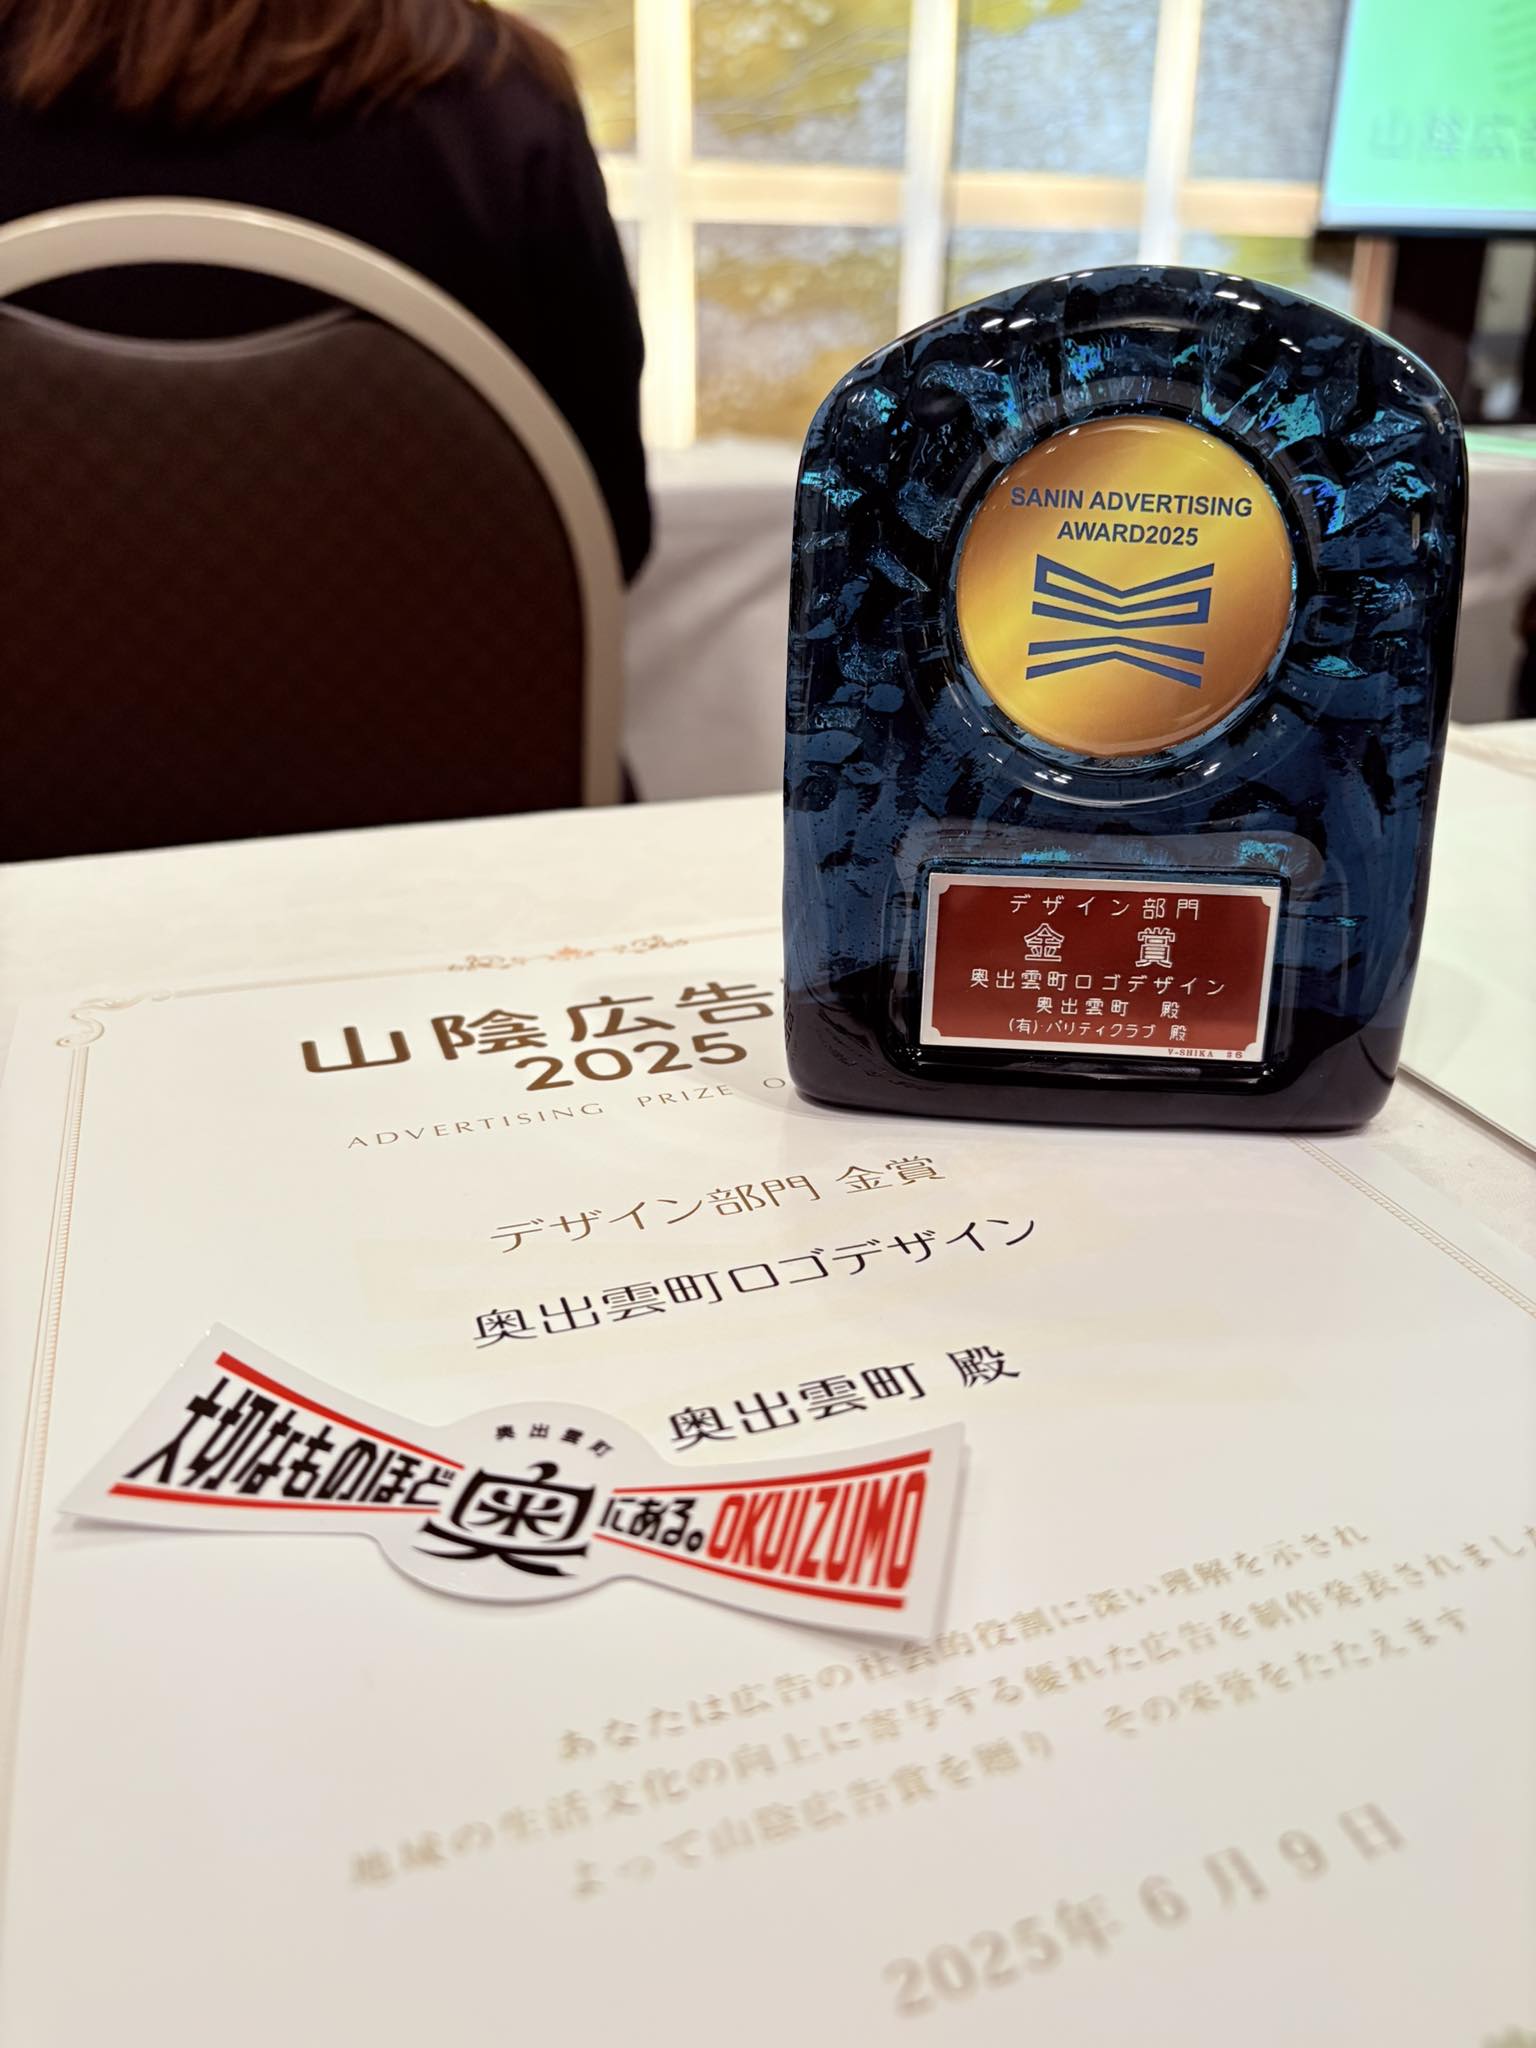 山陰広
SANIN ADVERTISING
AWARD2025
デザイン部門
金 賞
奥出雲町ロゴデザイン
奥出雲町 殿
(有)パリティクラブ 殿
Y-SHIKA #6
山陰広告
2025
ADVERTISING PRIZE O
デザイン部門 金賞
奥出雲町ロゴデザイン
奥出雲町 殿
奥出雲町
大切なものほど奥にある。OKUIZUMO
あなたは広告の社会的役割に深い理解を示され
地域の生活文化の向上に寄与する優れた広告を制作発表されました
よって山陰広告賞を贈り その栄誉をたたえます
2025年6月9日